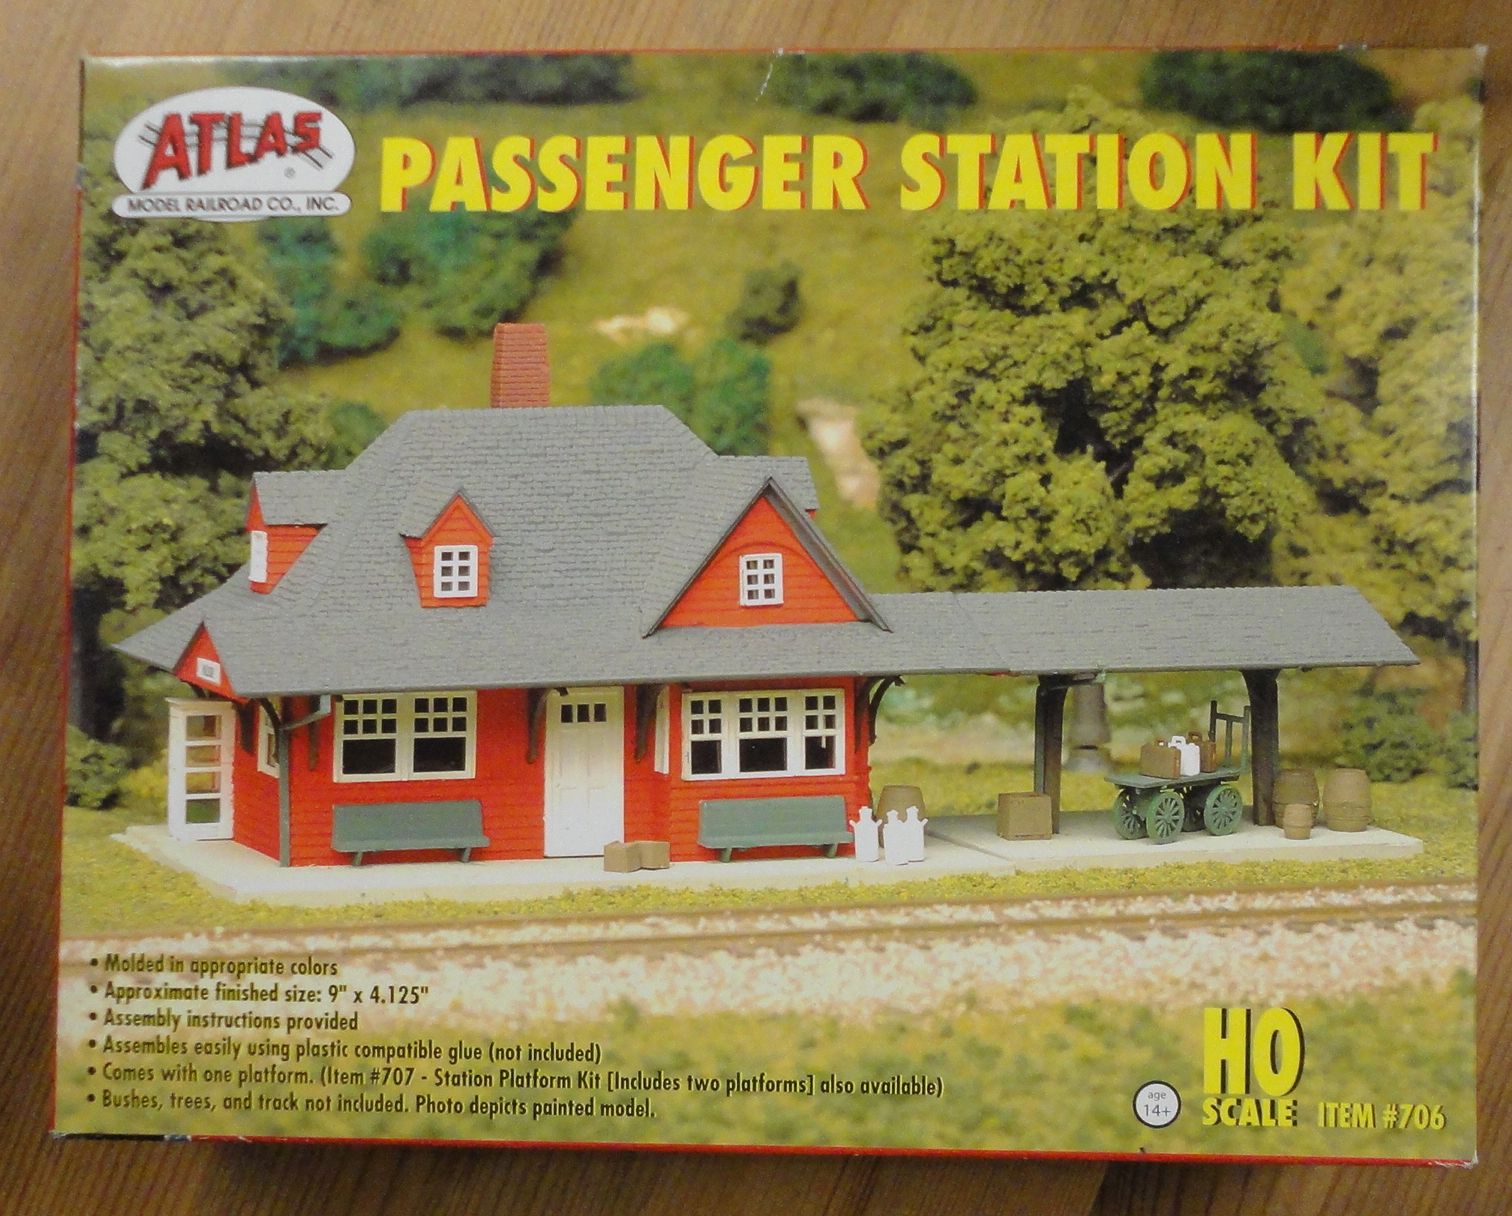 ATLAS ®
MODEL RAILROAD CO., INC.
PASSENGER STATION KIT
• Molded in appropriate colors
• Approximate finished size: 9" x 4.125"
• Assembly instructions provided
• Assembles easily using plastic compatible glue (not included)
• Comes with one platform. (Item #707 - Station Platform Kit [Includes two platforms] also available)
• Bushes, trees, and track not included. Photo depicts painted model.
age
14+
HO
SCALE
ITEM #706